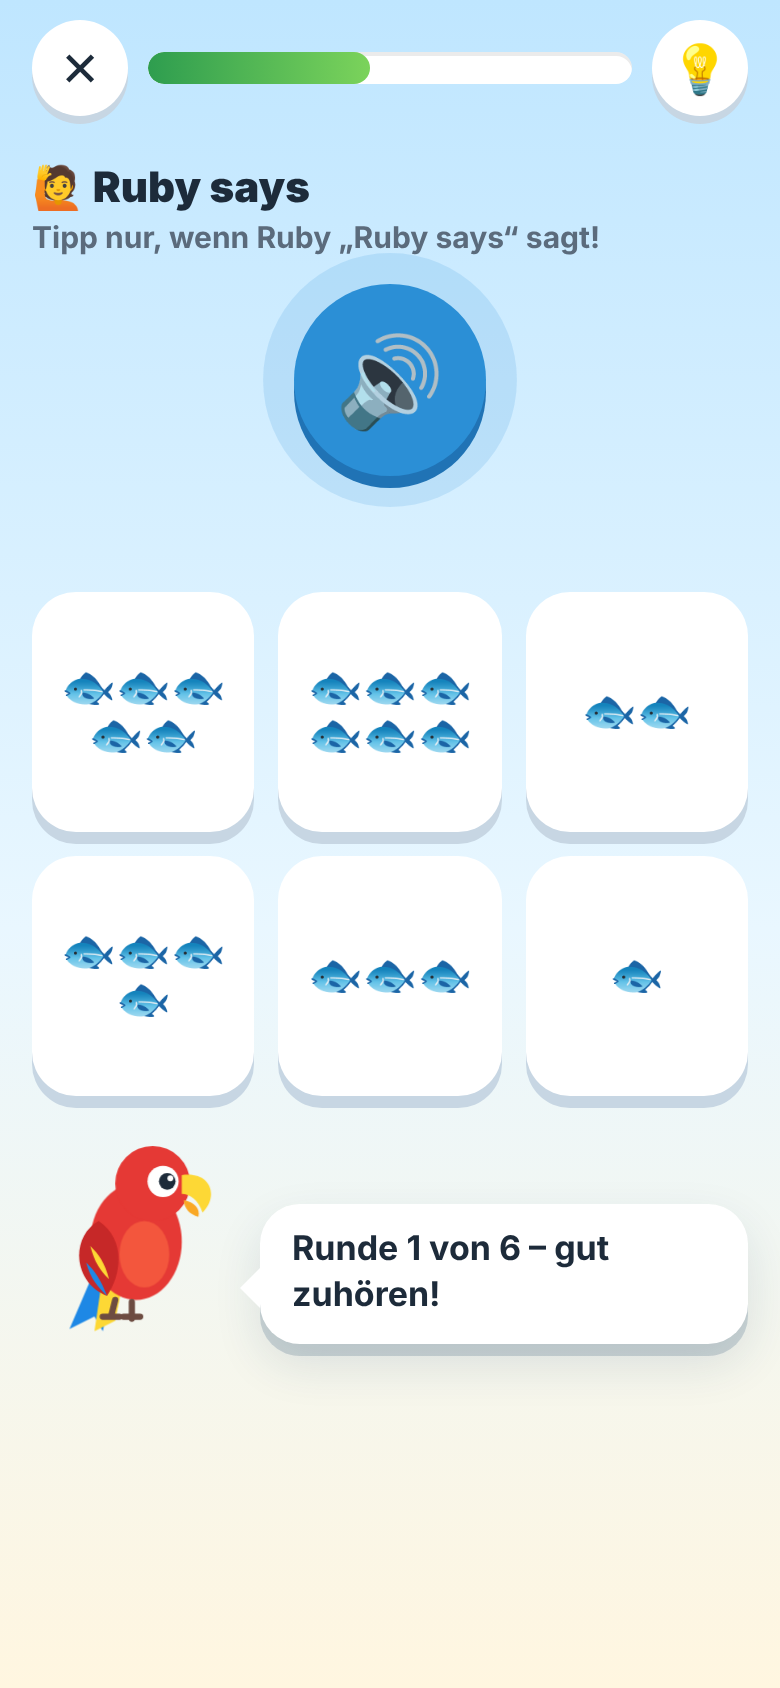 Ruby says
Tipp nur, wenn Ruby „Ruby says“ sagt!
Runde 1 von 6 – gut
zuhören!